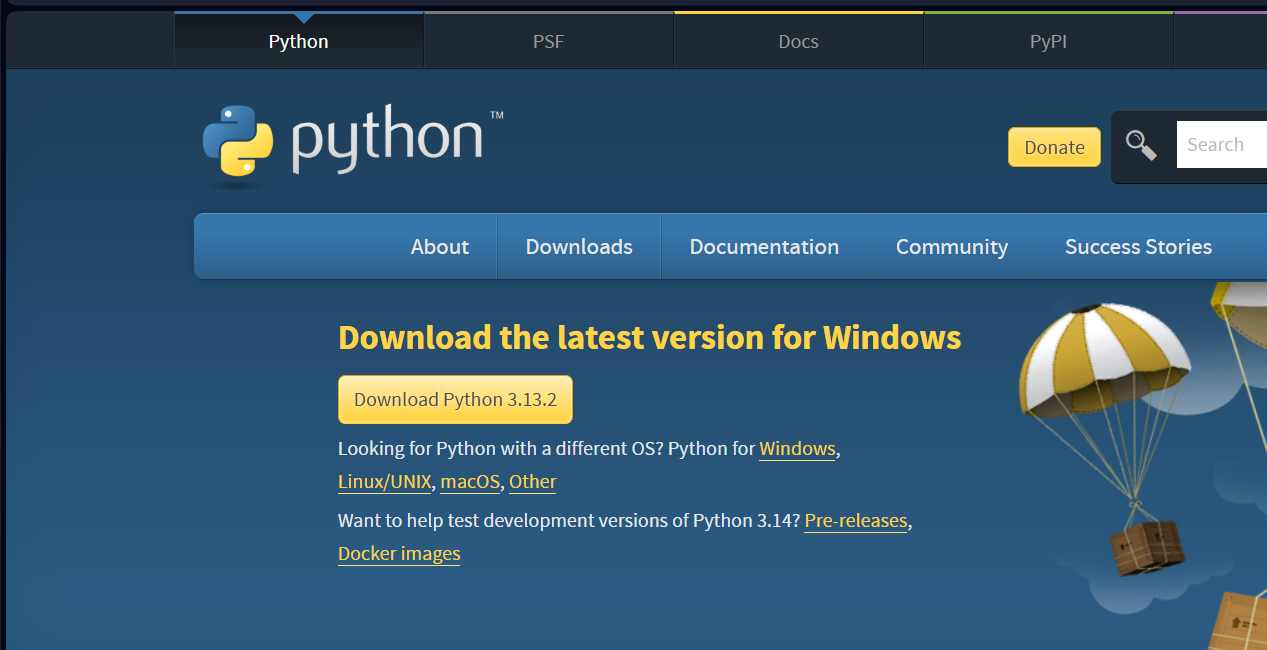 Python PSF Docs PyPI
python™
Donate Search
About Downloads Documentation Community Success Stories
Download the latest version for Windows
Download Python 3.13.2
Looking for Python with a different OS? Python for Windows,
Linux/UNIX, macOS, Other
Want to help test development versions of Python 3.14? Pre-releases,
Docker images